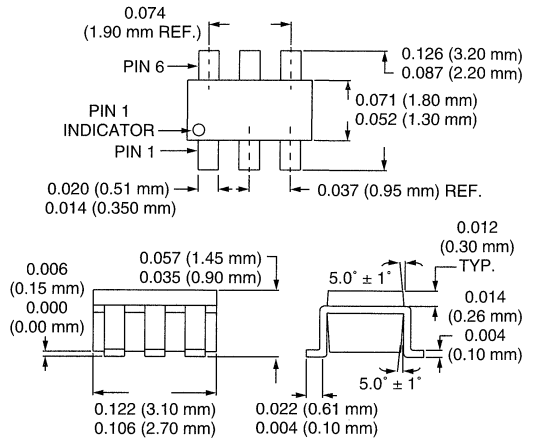 0.074
(1.90 mm REF.)
PIN 6
0.126 (3.20 mm)
0.087 (2.20 mm)
0.071 (1.80 mm)
0.052 (1.30 mm)
PIN 1
INDICATOR
PIN 1
0.020 (0.51 mm)
0.014 (0.350 mm)
0.037 (0.95 mm) REF.
0.006
(0.15 mm)
0.000
(0.00 mm)
0.057 (1.45 mm)
0.035 (0.90 mm)
0.122 (3.10 mm)
0.106 (2.70 mm)
5.0° ± 1°
0.012
(0.30 mm)
TYP.
0.014
(0.26 mm)
0.004
(0.10 mm)
5.0° ± 1°
0.022 (0.61 mm)
0.004 (0.10 mm)